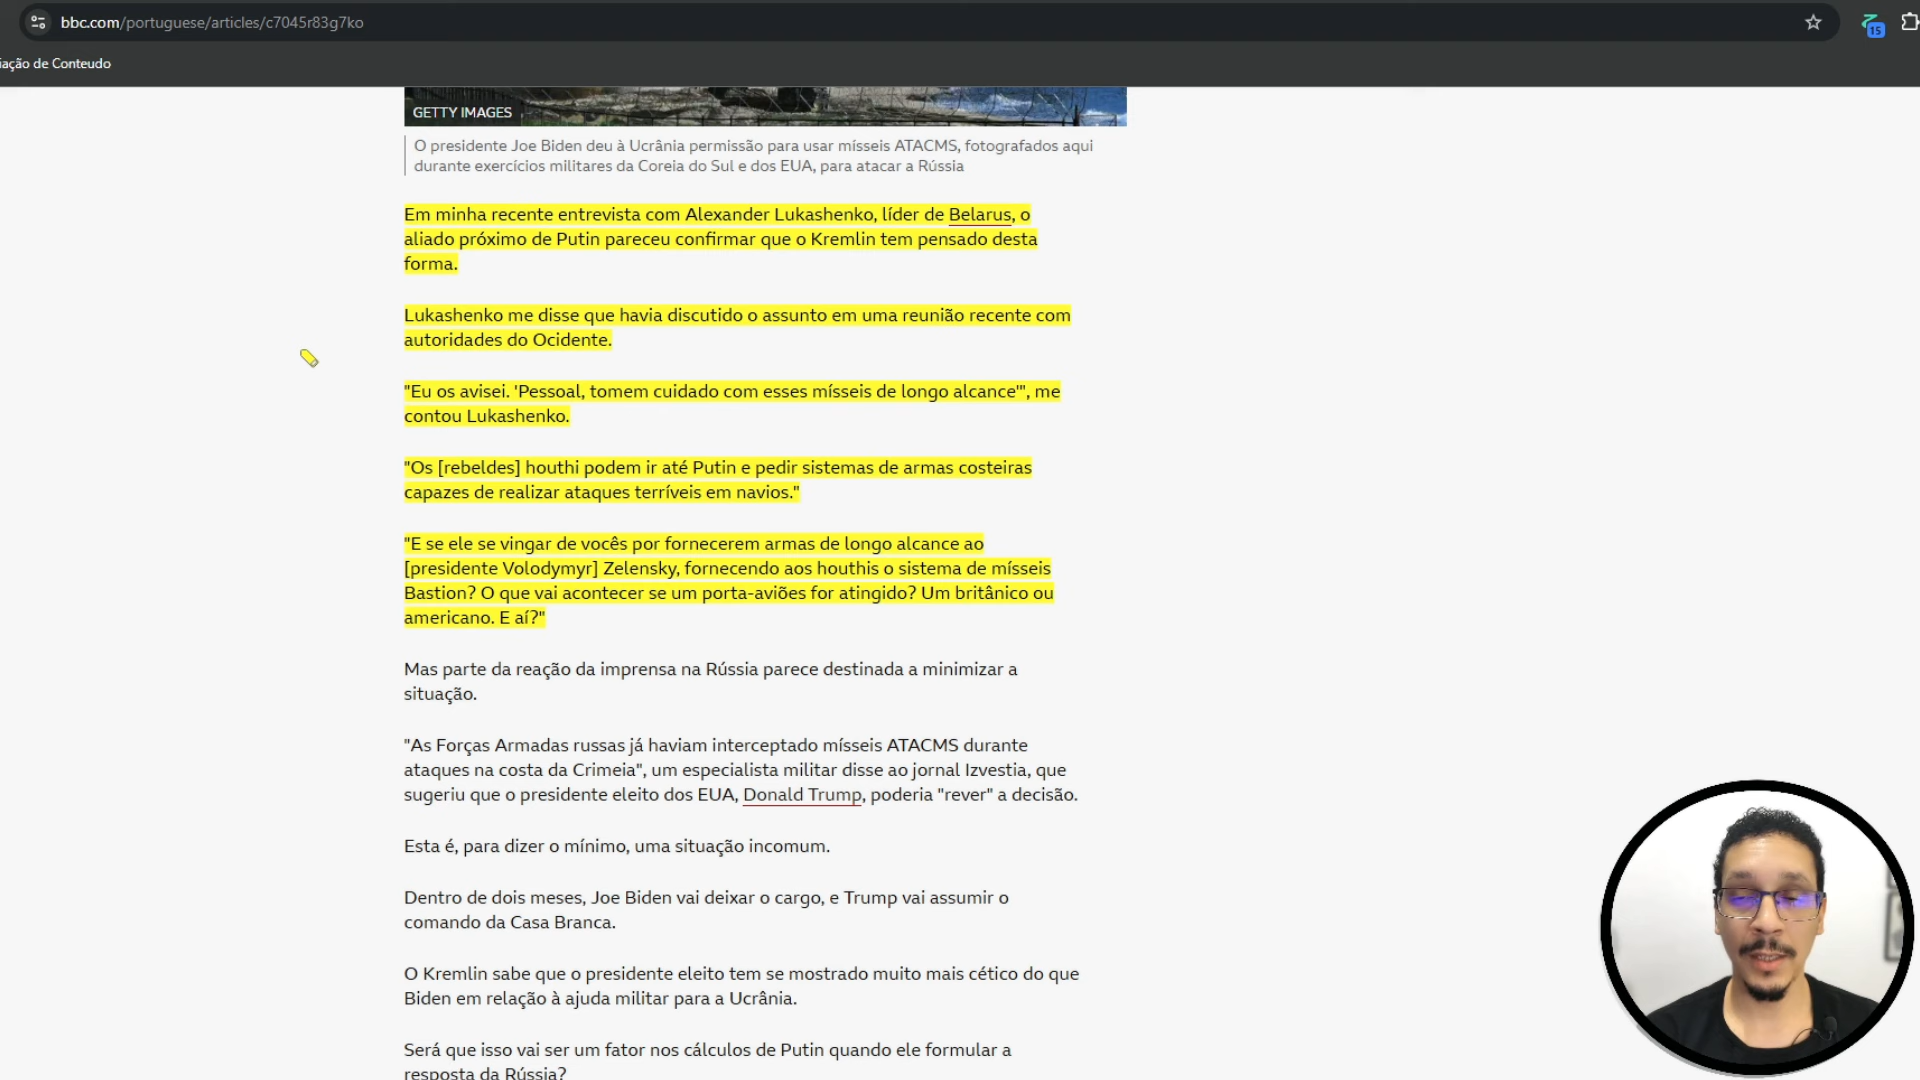 bbc.com/portuguese/articles/c7045r83g7ko
15
iação de Conteudo
GETTY IMAGES
O presidente Joe Biden deu à Ucrânia permissão para usar mísseis ATACMS, fotografados aqui
durante exercícios militares da Coreia do Sul e dos EUA, para atacar a Rússia
Em minha recente entrevista com Alexander Lukashenko, líder de Belarus, o
aliado próximo de Putin pareceu confirmar que o Kremlin tem pensado desta
forma.
Lukashenko me disse que havia discutido o assunto em uma reunião recente com
autoridades do Ocidente.
"Eu os avisei. 'Pessoal, tomem cuidado com esses mísseis de longo alcance'", me
contou Lukashenko.
"Os [rebeldes] houthi podem ir até Putin e pedir sistemas de armas costeiras
capazes de realizar ataques terríveis em navios."
"E se ele se vingar de vocês por fornecerem armas de longo alcance ao
[presidente Volodymyr] Zelensky, fornecendo aos houthis o sistema de mísseis
Bastion? O que vai acontecer se um porta-aviões for atingido? Um britânico ou
americano. E aí?"
Mas parte da reação da imprensa na Rússia parece destinada a minimizar a
situação.
"As Forças Armadas russas já haviam interceptado mísseis ATACMS durante
ataques na costa da Crimeia", um especialista militar disse ao jornal Izvestia, que
sugeriu que o presidente eleito dos EUA, Donald Trump, poderia "rever" a decisão.
Esta é, para dizer o mínimo, uma situação incomum.
Dentro de dois meses, Joe Biden vai deixar o cargo, e Trump vai assumir o
comando da Casa Branca.
O Kremlin sabe que o presidente eleito tem se mostrado muito mais cético do que
Biden em relação à ajuda militar para a Ucrânia.
Será que isso vai ser um fator nos cálculos de Putin quando ele formular a
resposta da Rússia?